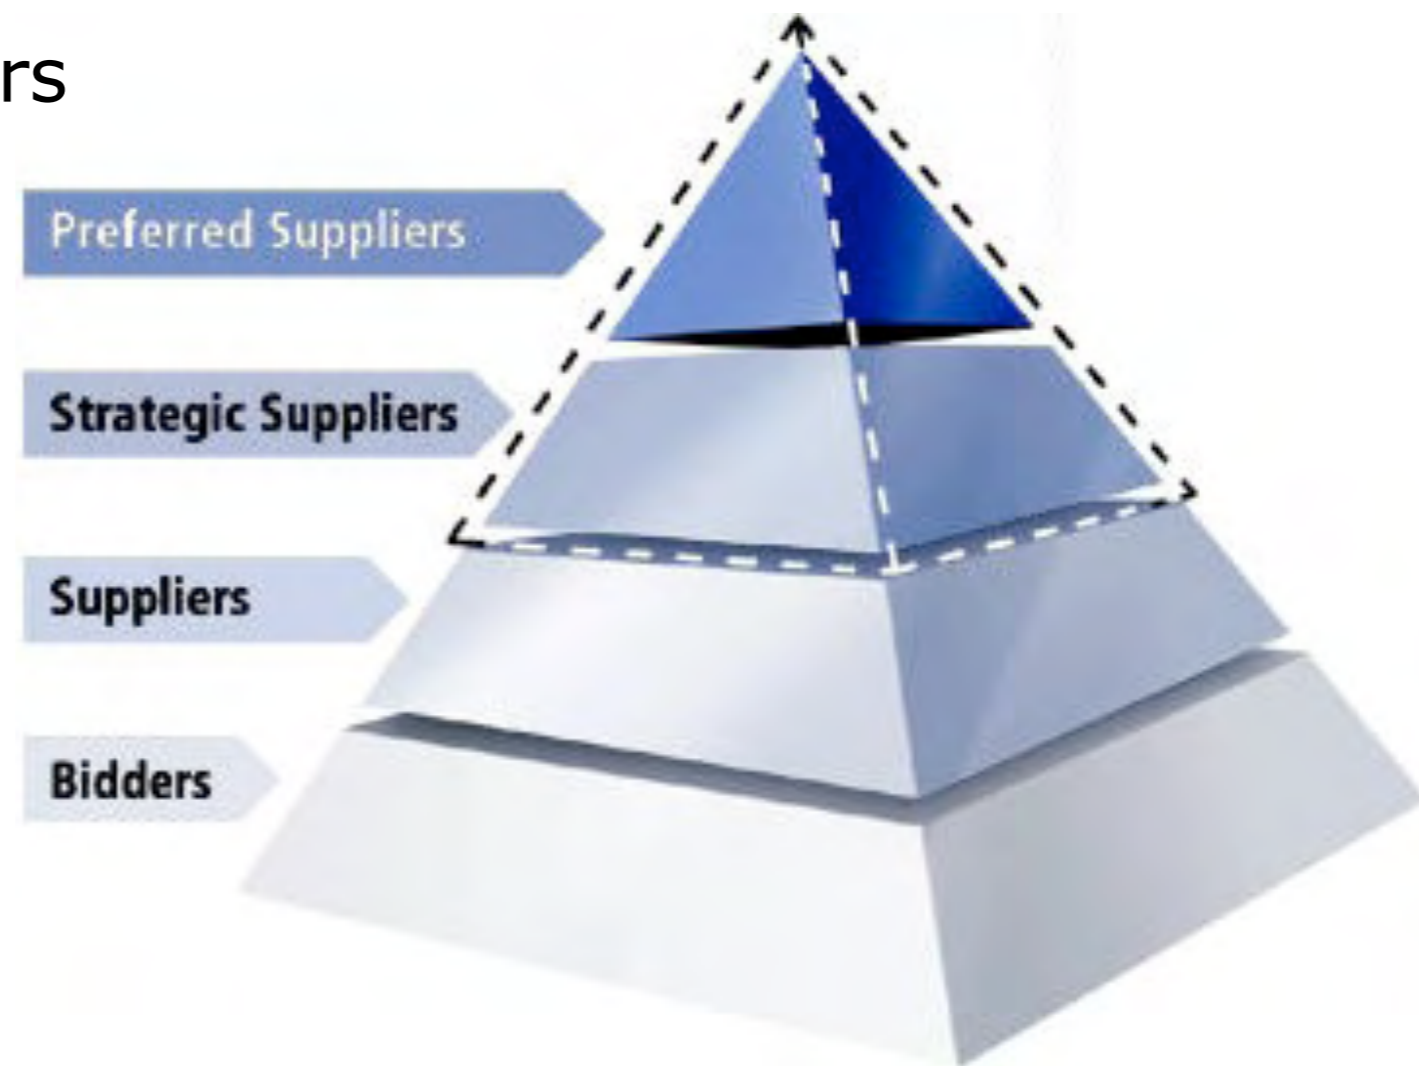 rs
Preferred Suppliers
Strategic Suppliers
Suppliers
Bidders